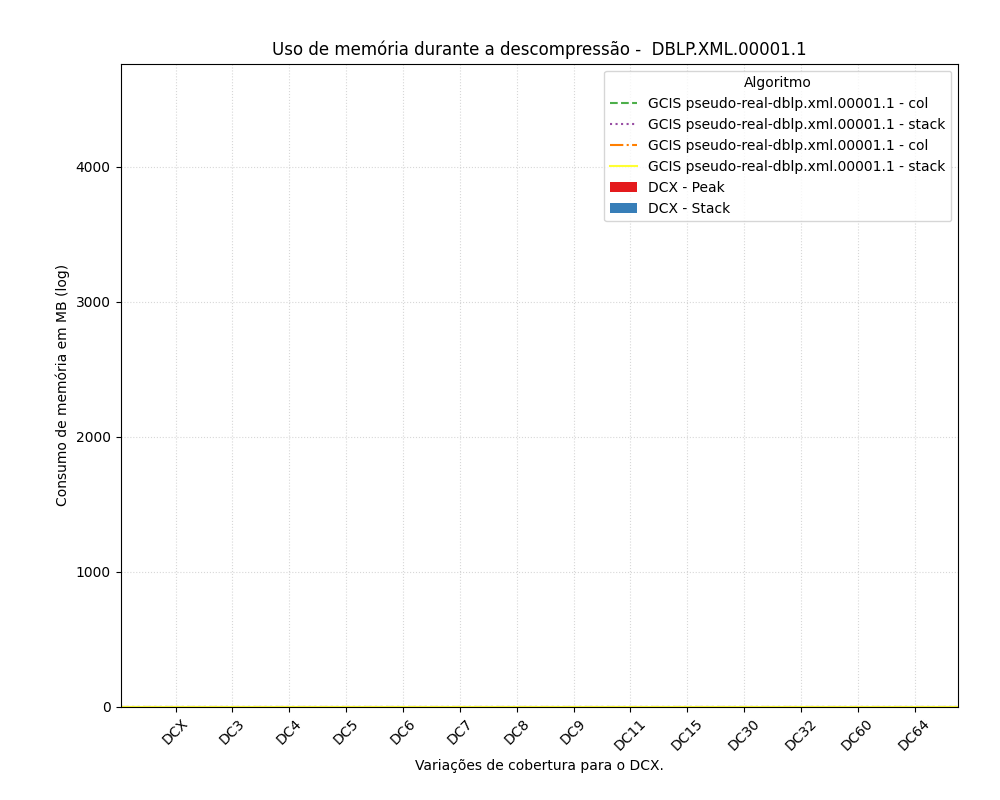 Uso de memória durante a descompressão -  DBLP.XML.00001.1
Algoritmo
GCIS pseudo-real-dblp.xml.00001.1 - col
GCIS pseudo-real-dblp.xml.00001.1 - stack
GCIS pseudo-real-dblp.xml.00001.1 - col
GCIS pseudo-real-dblp.xml.00001.1 - stack
DCX - Peak
DCX - Stack
Consumo de memória em MB (log)
4000
3000
2000
1000
0
DCX
DC3
DC4
DC5
DC6
DC7
DC8
DC9
DC11
DC15
DC30
DC32
DC60
DC64
Variações de cobertura para o DCX.